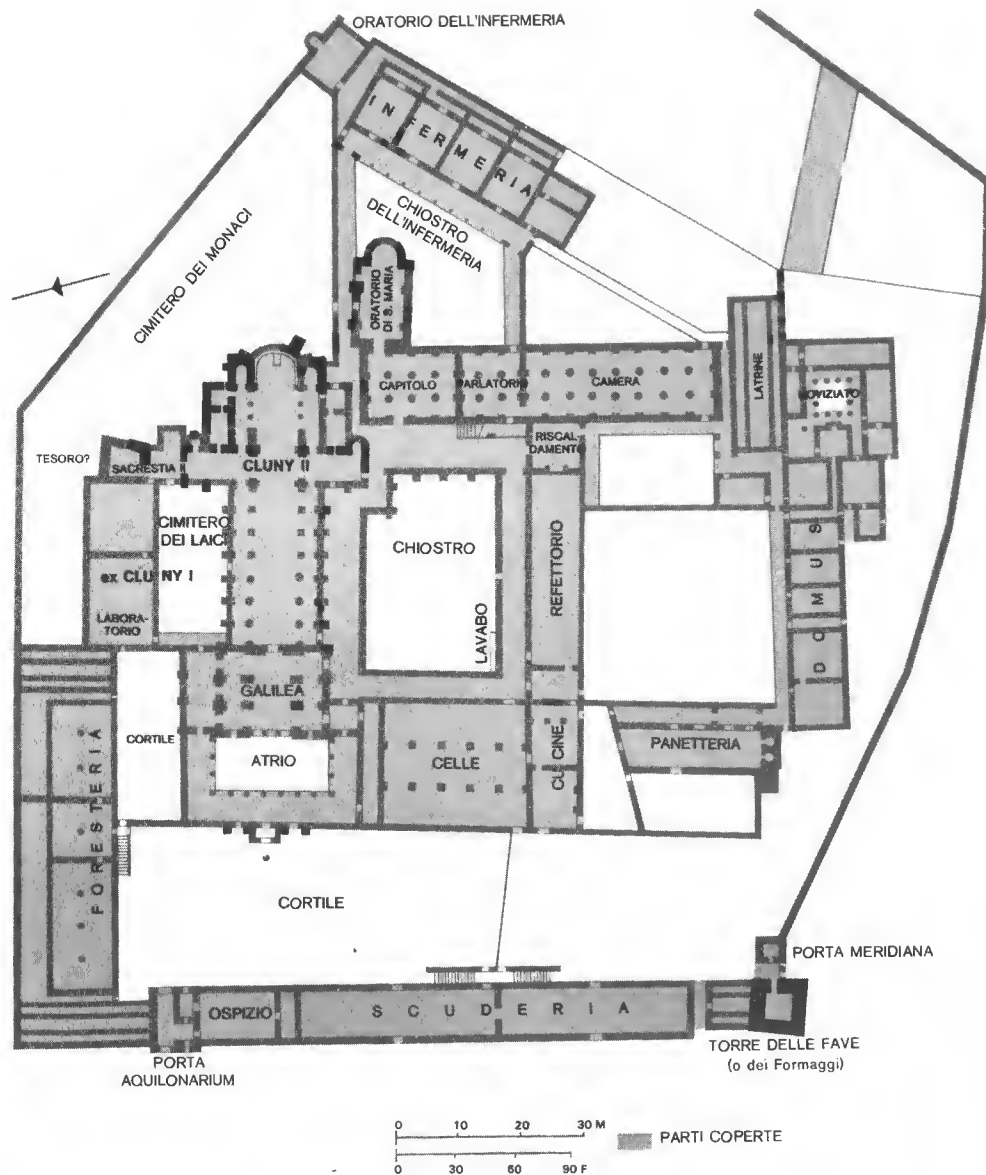 ORATORIO DELL'INFERMERIA
INFERMERIA
CHIOSTRO
DELL'INFERMERIA
CIMITERO DEI MONACI
ORATORIO
DI S. MARIA
CAPITOLO
PARLATORIO
CAMERA
LATRINE
NOVIZIATO
TESORO?
SACRESTIA
CLUNY II
RISCAL-
DAMENTO
CIMITERO
DEI LAICI
CHIOSTRO
REFETTORIO
ex CLUNY I
LABORA-
TORIO
LAVABO
DOMUS
GALILEA
CORTILE
ATRIO
CELLE
CUCINE
PANETTERIA
FORESTERIA
CORTILE
PORTA MERIDIANA
OSPIZIO
SCUDERIA
TORRE DELLE FAVE
(o dei Formaggi)
PORTA
AQUILONARIUM
0 10 20 30 M
PARTI COPERTE
0 30 60 90 F